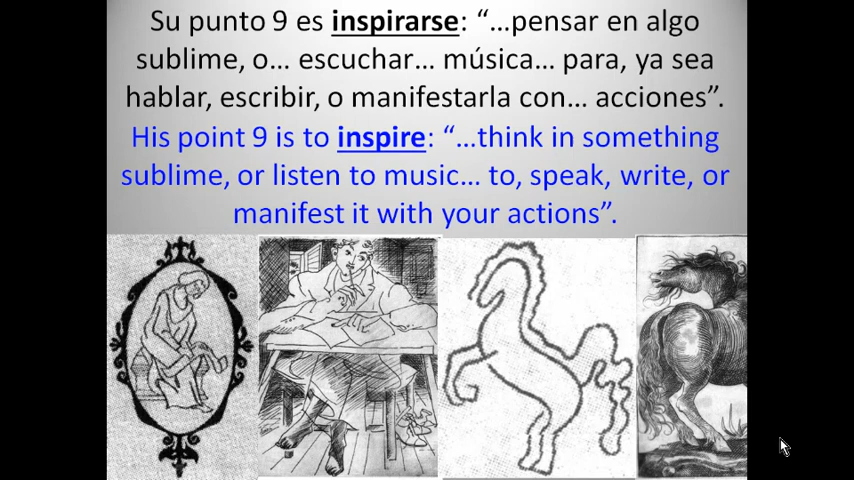 Su punto 9 es inspirarse: “…pensar en algo
sublime, o… escuchar… música… para, ya sea
hablar, escribir, o manifestarla con… acciones”.
His point 9 is to inspire: “…think in something
sublime, or listen to music… to, speak, write, or
manifest it with your actions”.